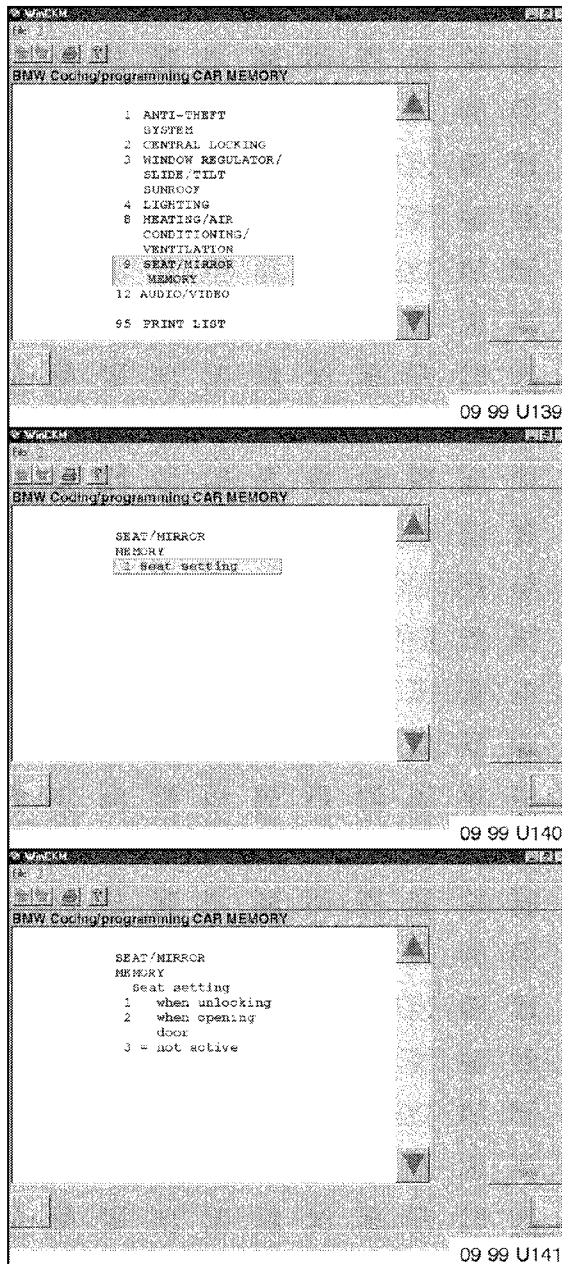 WinCKM
File ?
BMW Coding/programming CAR MEMORY
1 ANTI-THEFT
SYSTEM
2 CENTRAL LOCKING
3 WINDOW REGULATOR/
SLIDE/TILT
SUNROOF
4 LIGHTING
8 HEATING/AIR
CONDITIONING/
VENTILATION
9 SEAT/MIRROR
MEMORY
12 AUDIO/VIDEO
95 PRINT LIST
09 99 U139
WinCKM
File ?
BMW Coding/programming CAR MEMORY
SEAT/MIRROR
MEMORY
1 Seat setting
09 99 U140
WinCKM
File ?
BMW Coding/programming CAR MEMORY
SEAT/MIRROR
MEMORY
Seat setting
1 when unlocking
2 when opening
door
3 = not active
09 99 U141